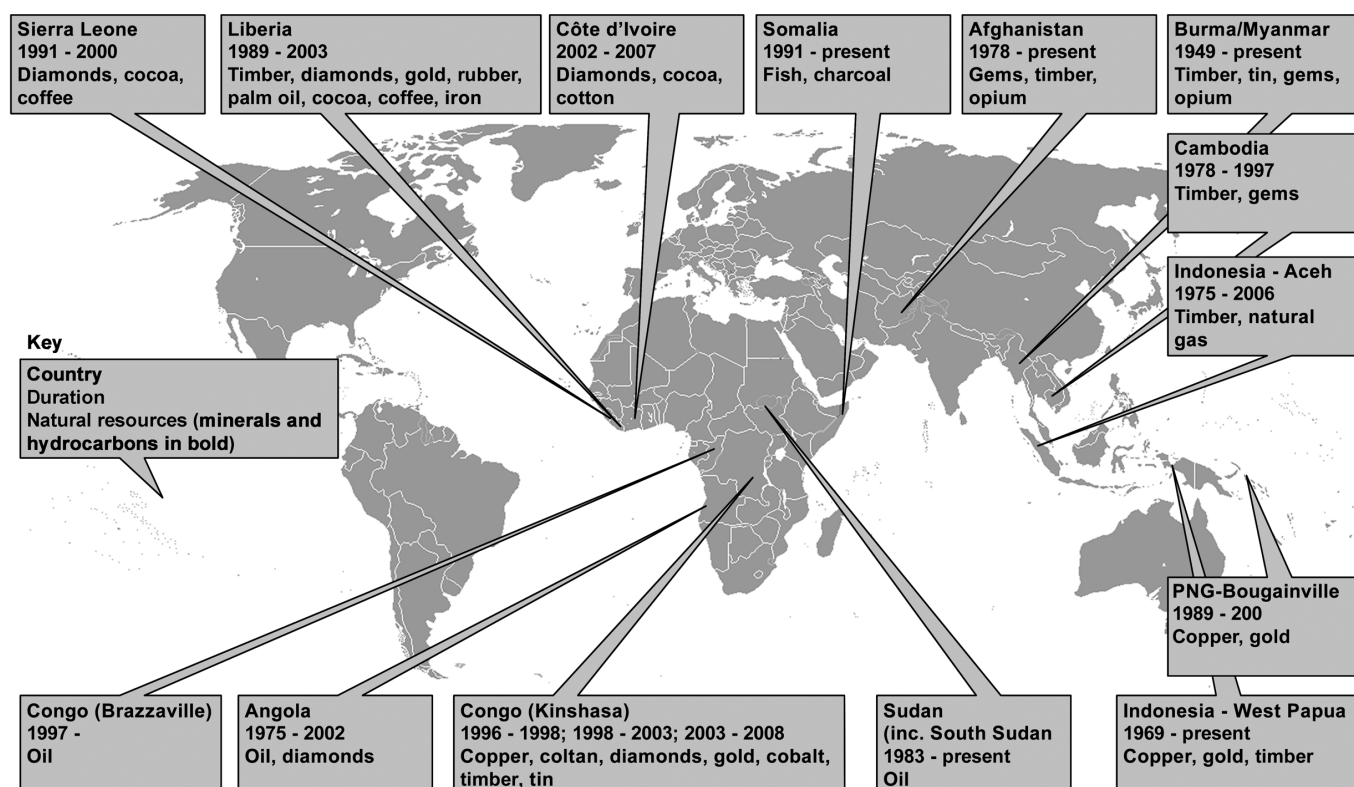 Sierra Leone
1991 - 2000
Diamonds, cocoa,
coffee
Liberia
1989 - 2003
Timber, diamonds, gold, rubber,
palm oil, cocoa, coffee, iron
Côte d’Ivoire
2002 - 2007
Diamonds, cocoa,
cotton
Somalia
1991 - present
Fish, charcoal
Afghanistan
1978 - present
Gems, timber,
opium
Burma/Myanmar
1949 - present
Timber, tin, gems,
opium
Cambodia
1978 - 1997
Timber, gems
Indonesia - Aceh
1975 - 2006
Timber, natural
gas
Key
Country
Duration
Natural resources (minerals and
hydrocarbons in bold)
PNG-Bougainville
1989 - 200
Copper, gold
Congo (Brazzaville)
1997 -
Oil
Angola
1975 - 2002
Oil, diamonds
Congo (Kinshasa)
1996 - 1998; 1998 - 2003; 2003 - 2008
Copper, coltan, diamonds, gold, cobalt,
timber, tin
Sudan
(inc. South Sudan
1983 - present
Oil
Indonesia - West Papua
1969 - present
Copper, gold, timber